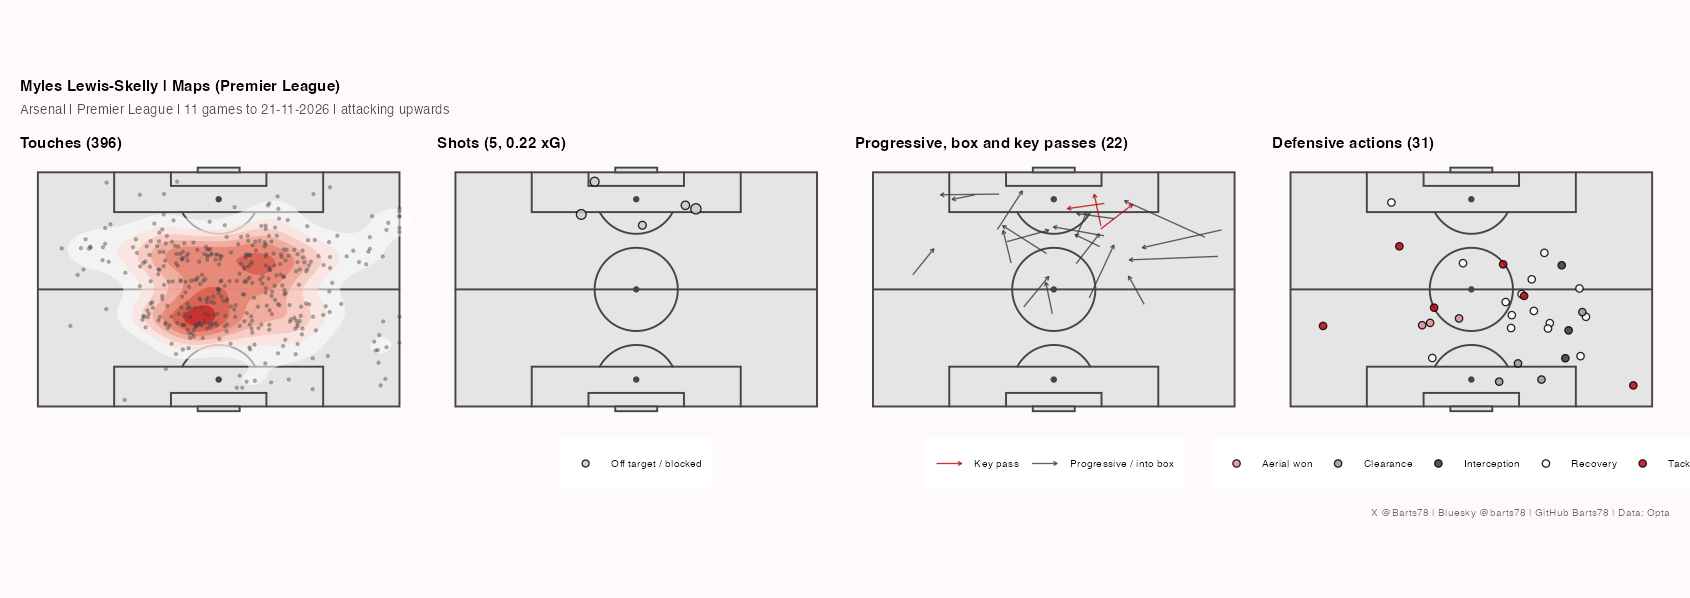 Myles Lewis-Skelly | Maps (Premier League)
Arsenal | Premier League | 11 games to 21-11-2026 | attacking upwards
Touches (396)
Shots (5, 0.22 xG)
Progressive, box and key passes (22)
Defensive actions (31)
Off target / blocked
Key pass
Progressive / into box
Aerial won
Clearance
Interception
Recovery
Tack
X @Barts78 | Bluesky @barts78 | GitHub Barts78 | Data: Opta